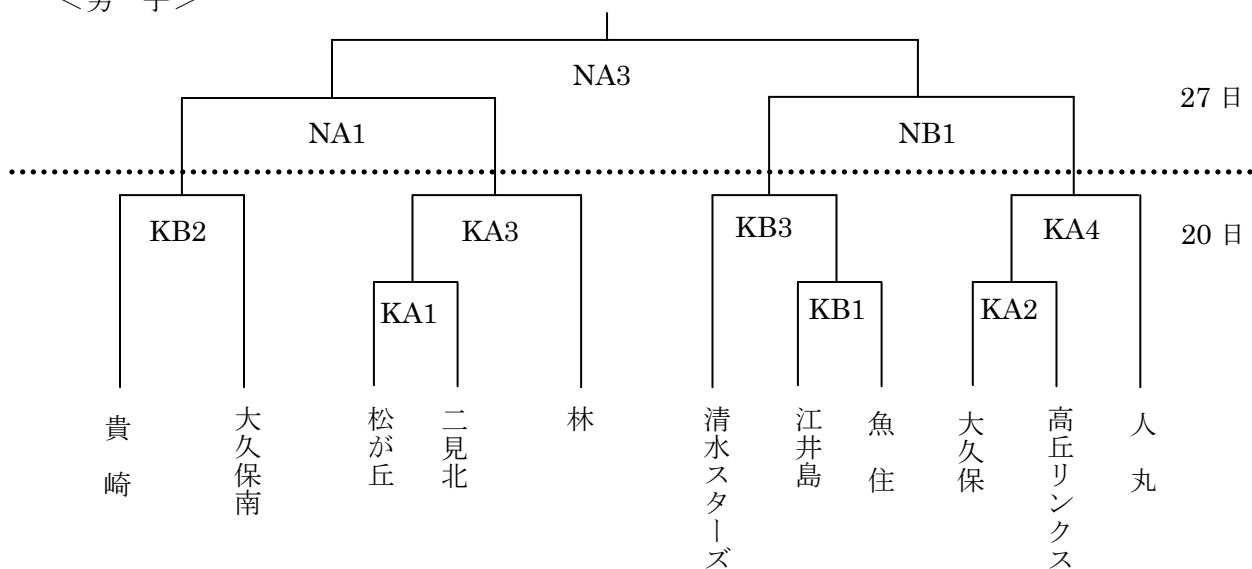 ＜男 子＞
NA3
27 日
NA1
NB1
KB2
KA3
KB3
KA4
20 日
KA1
KB1
KA2
貴 崎
大久保南
松が丘
二見北
林
清水スターズ
江井島
魚 住
大久保
高丘リンクス
人 丸